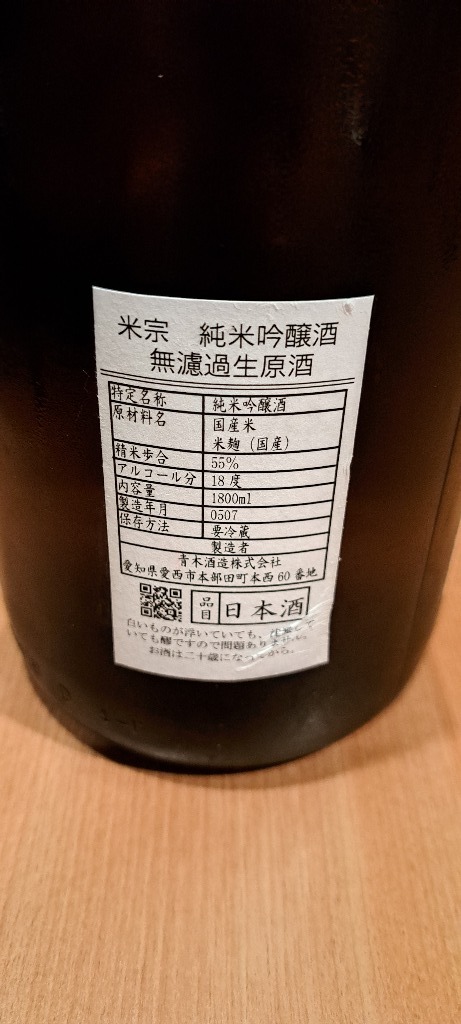 米宗 純米吟醸酒
無濾過生原酒
特定名称 純米吟醸酒
原材料名 国産米
米麹（国産）
精米歩合 55%
アルコール分 18度
内容量 1800ml
製造年月 0507
保存方法 要冷蔵
製造者
青木酒造株式会社
愛知県愛西市本部田町本西60番地
品目 日本酒
白いものが浮いていても、沈殿して
いても醪ですので問題ありません。
お酒は二十歳になってから。